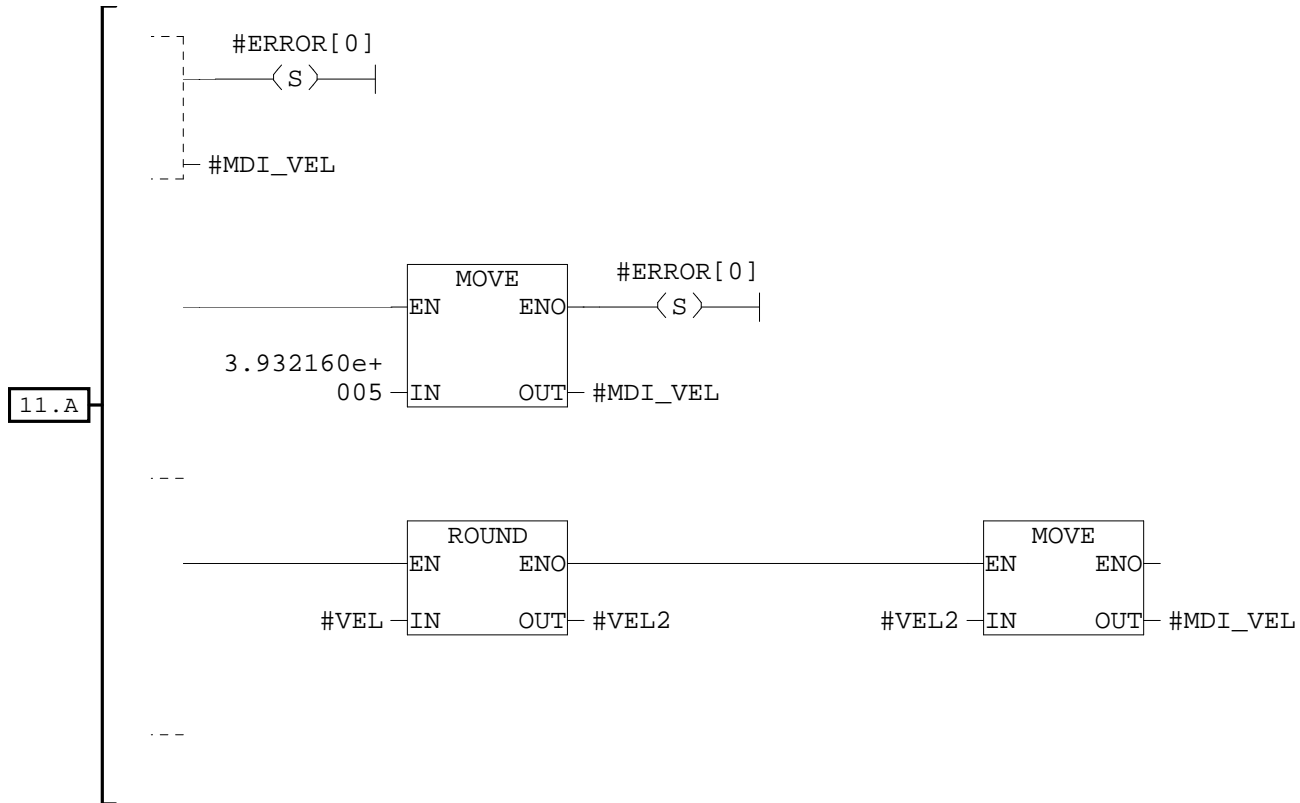 #ERROR[0]
S
#MDI_VEL
MOVE
#ERROR[0]
EN ENO
S
3.932160e+
005 IN OUT #MDI_VEL
11.A
ROUND MOVE
EN ENO EN ENO
#VEL IN OUT #VEL2 #VEL2 IN OUT #MDI_VEL